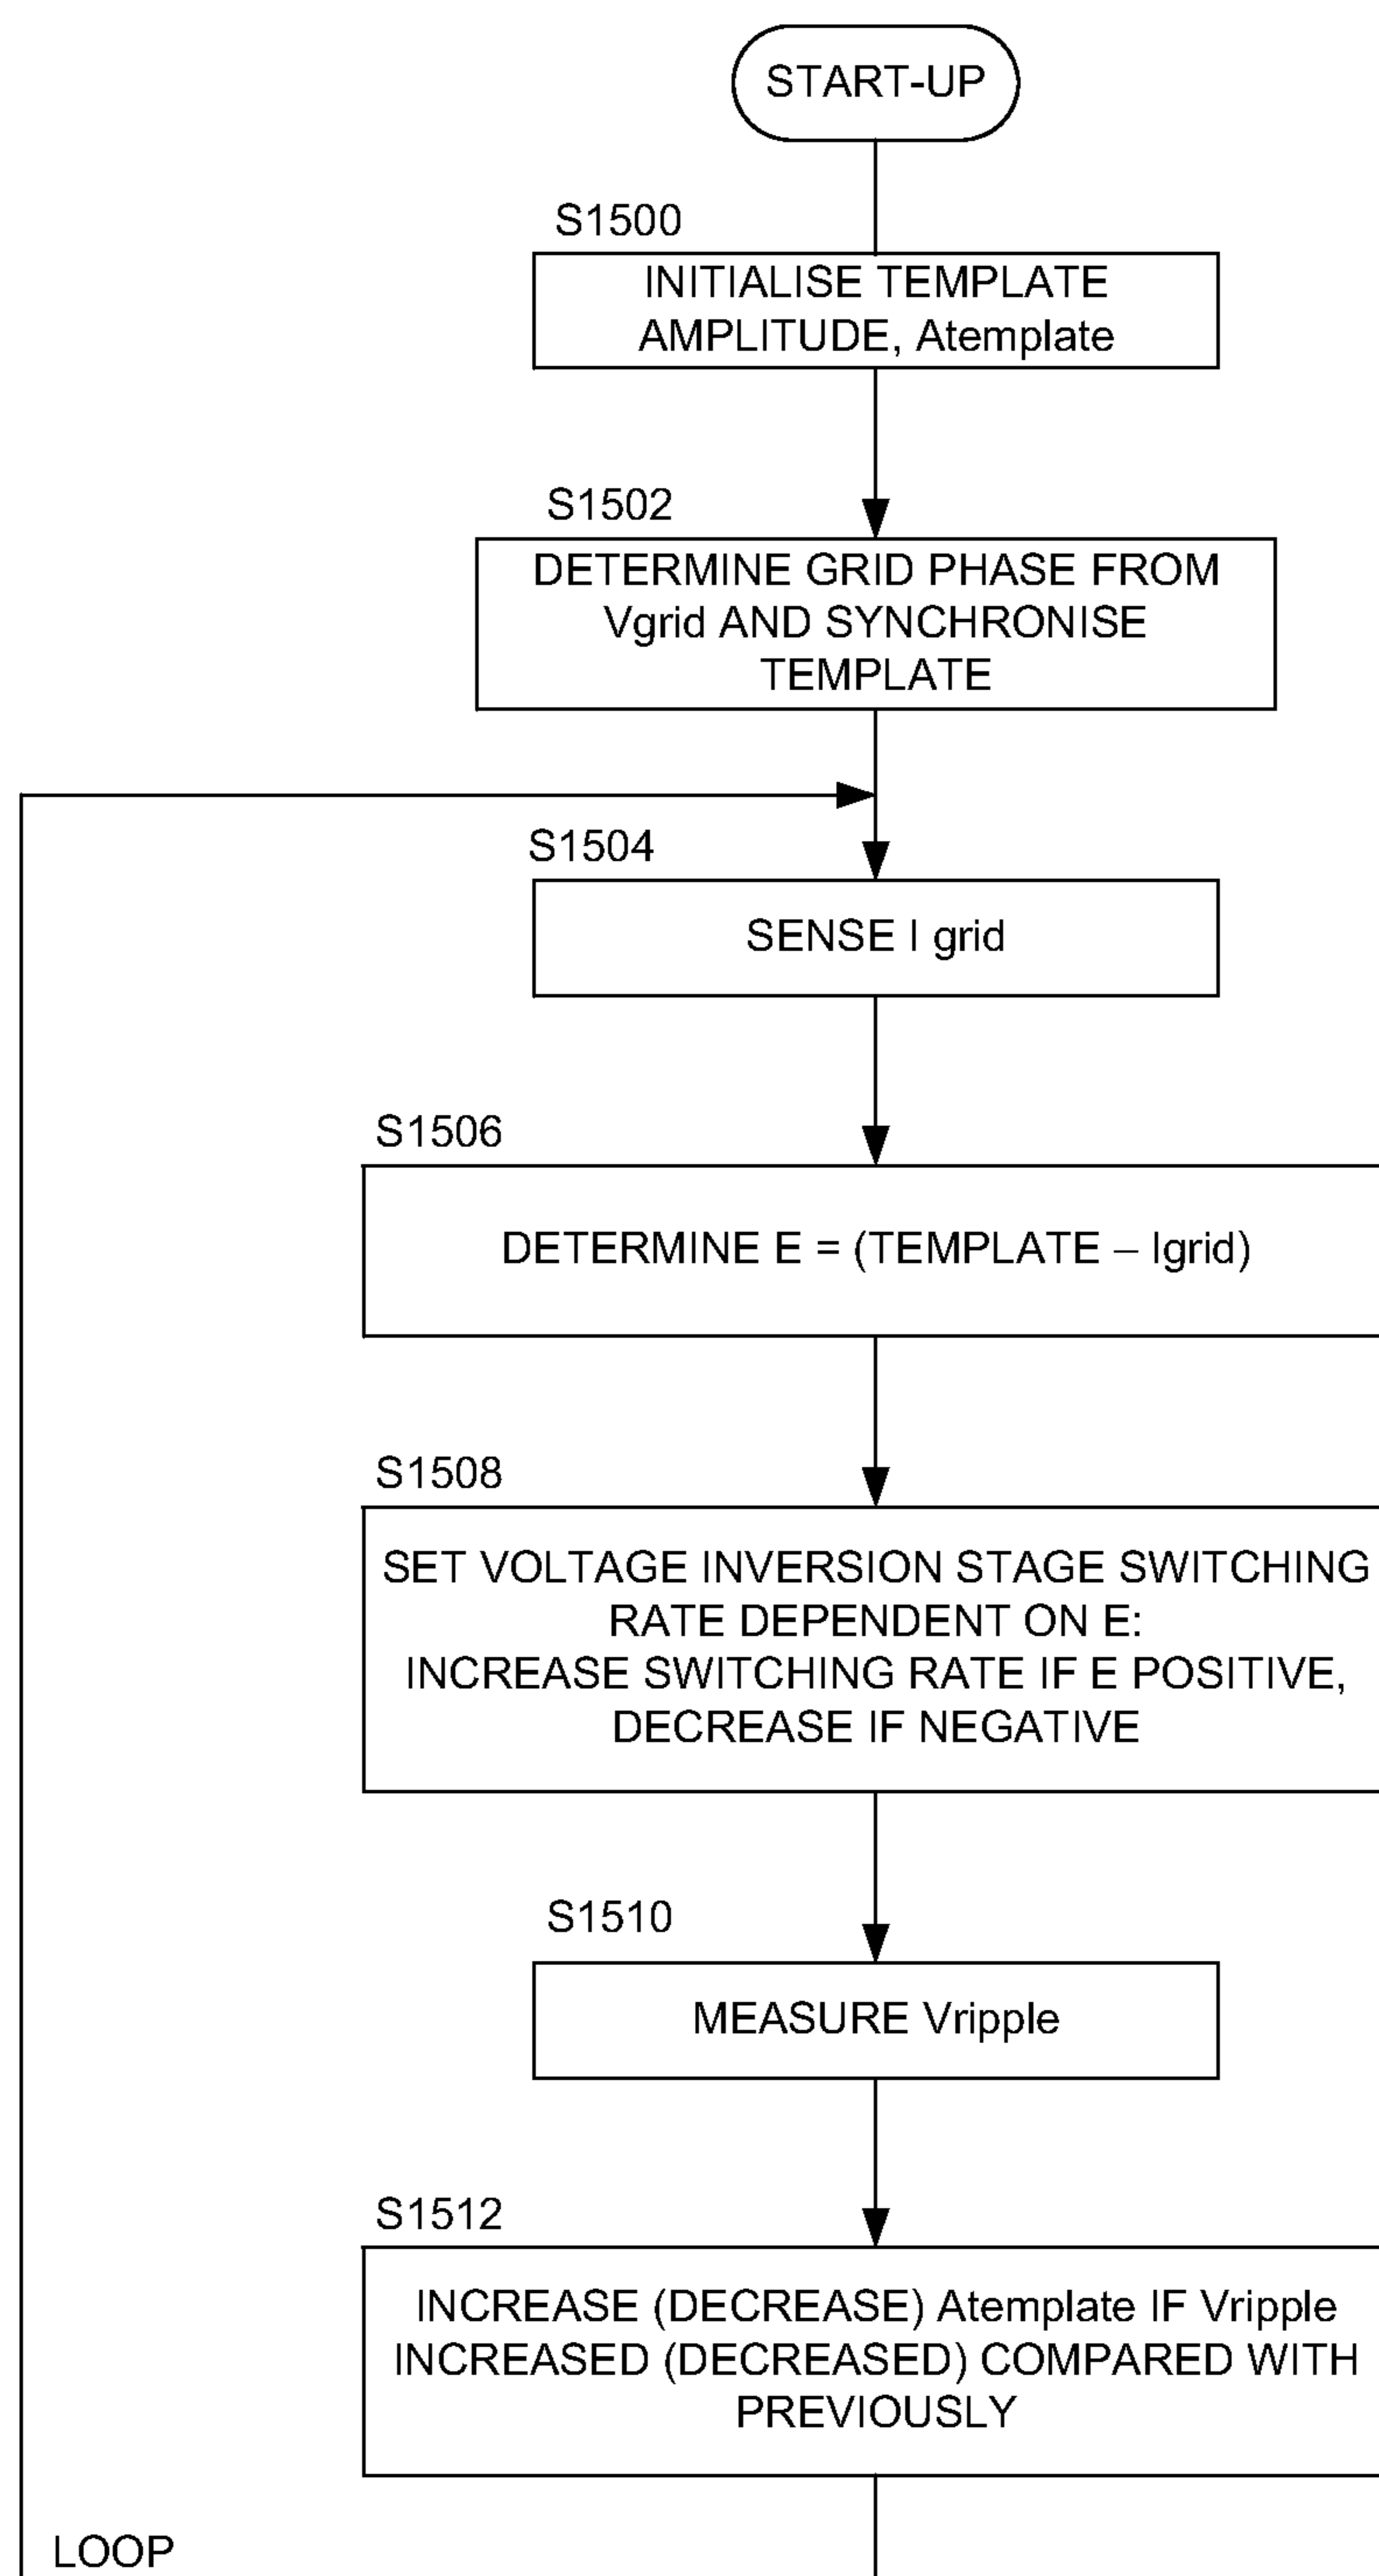 START-UP
S1500
INITIALISE TEMPLATE
AMPLITUDE, Atemplate
S1502
DETERMINE GRID PHASE FROM
Vgrid AND SYNCHRONISE
TEMPLATE
S1504
SENSE I grid
S1506
DETERMINE E = (TEMPLATE – Igrid)
S1508
SET VOLTAGE INVERSION STAGE SWITCHING
RATE DEPENDENT ON E:
INCREASE SWITCHING RATE IF E POSITIVE,
DECREASE IF NEGATIVE
S1510
MEASURE Vripple
S1512
INCREASE (DECREASE) Atemplate IF Vripple
INCREASED (DECREASED) COMPARED WITH
PREVIOUSLY
LOOP